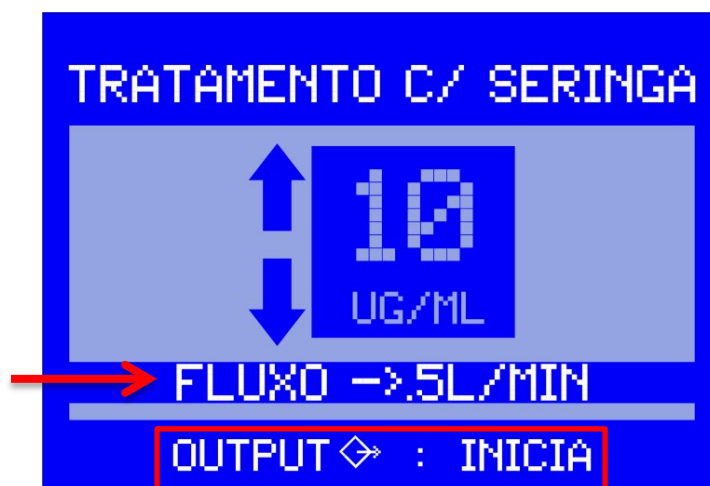 TRATAMENTO C/ SERINGA
10
UG/ML
FLUXO ->.5L/MIN
OUTPUT : INICIA